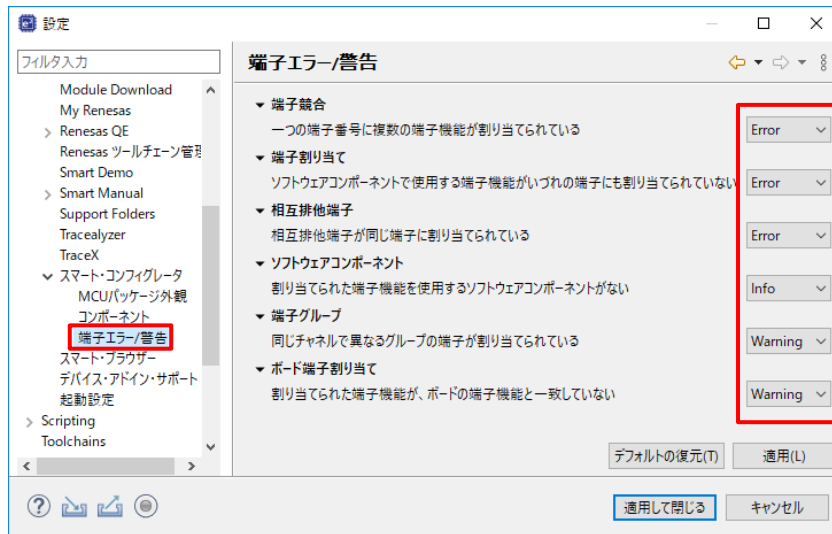 設定
フィルタ入力
Module Download
My Renesas
Renesas QE
Renesas ツールチェーン管理
Smart Demo
Smart Manual
Support Folders
Tracealyzer
TraceX
スマート・コンフィグレータ
MCUパッケージ外観
コンポーネント
端子エラー/警告
スマート・ブラウザー
デバイス・アドイン・サポート
起動設定
Scripting
Toolchains
端子エラー/警告
端子競合
一つの端子番号に複数の端子機能が割り当てられている
Error
端子割り当て
ソフトウェアコンポーネントで使用する端子機能がいづれの端子にも割り当てられていない
Error
相互排他端子
相互排他端子が同じ端子に割り当てられている
Error
ソフトウェアコンポーネント
割り当てられた端子機能を使用するソフトウェアコンポーネントがない
Info
端子グループ
同じチャネルで異なるグループの端子が割り当てられている
Warning
ボード端子割り当て
割り当てられた端子機能が、ボードの端子機能と一致していない
Warning
デフォルトの復元(T)
適用(L)
適用して閉じる
キャンセル